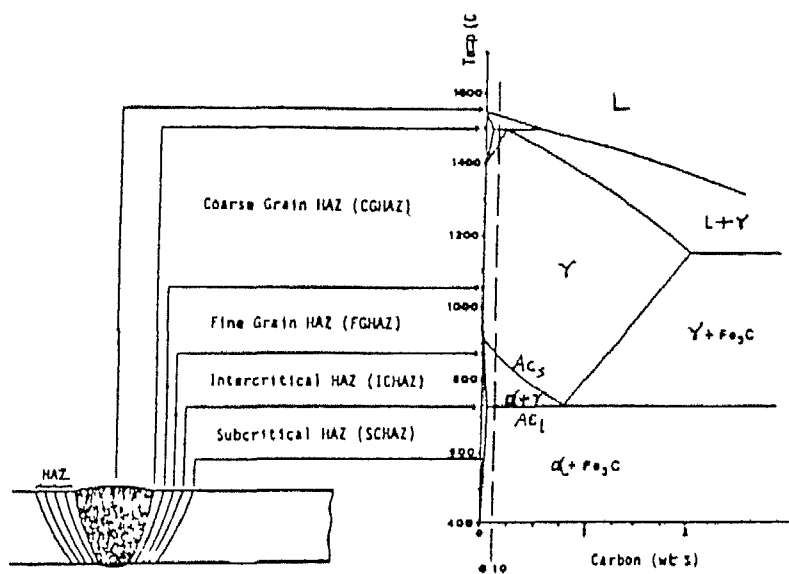 Temp (C
1600
L
1400
Coarse Grain HAZ (CGHAZ)
1200
L+γ
γ
1000
Fine Grain HAZ (FGHAZ)
γ+Fe3C
AC3
Intercritical HAZ (ICHAZ)
800
α+γ
AC1
Subcritical HAZ (SCHAZ)
600
α+Fe3C
HAZ
400
0
Carbon (wt %)
0 10